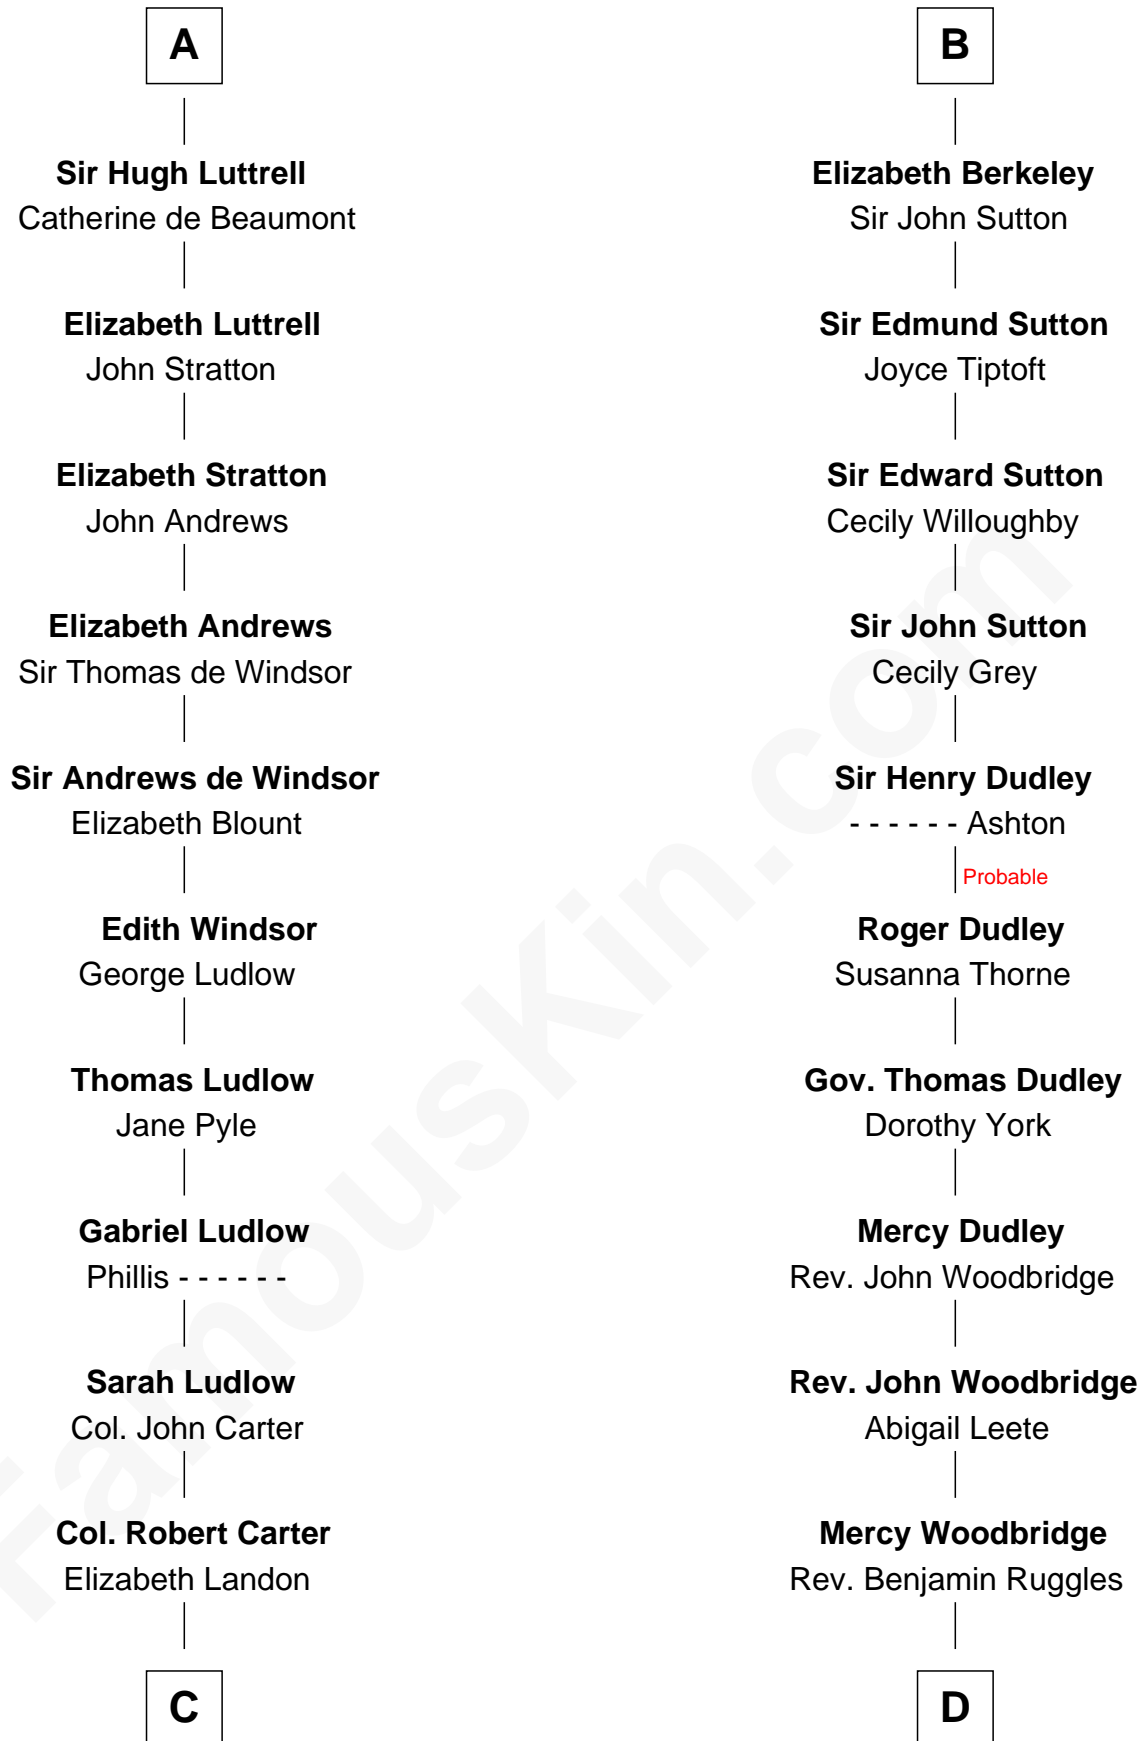 A
Sir Hugh Luttrell
Catherine de Beaumont
Elizabeth Luttrell
John Stratton
Elizabeth Stratton
John Andrews
Elizabeth Andrews
Sir Thomas de Windsor
Sir Andrews de Windsor
Elizabeth Blount
Edith Windsor
George Ludlow
Thomas Ludlow
Jane Pyle
Gabriel Ludlow
Phillis - - - - - -
Sarah Ludlow
Col. John Carter
Col. Robert Carter
Elizabeth Landon
C
B
Elizabeth Berkeley
Sir John Sutton
Sir Edmund Sutton
Joyce Tiptoft
Sir Edward Sutton
Cecily Willoughby
Sir John Sutton
Cecily Grey
Sir Henry Dudley
- - - - - - Ashton
Probable
Roger Dudley
Susanna Thorne
Gov. Thomas Dudley
Dorothy York
Mercy Dudley
Rev. John Woodbridge
Rev. John Woodbridge
Abigail Leete
Mercy Woodbridge
Rev. Benjamin Ruggles
D
FamousKin.com